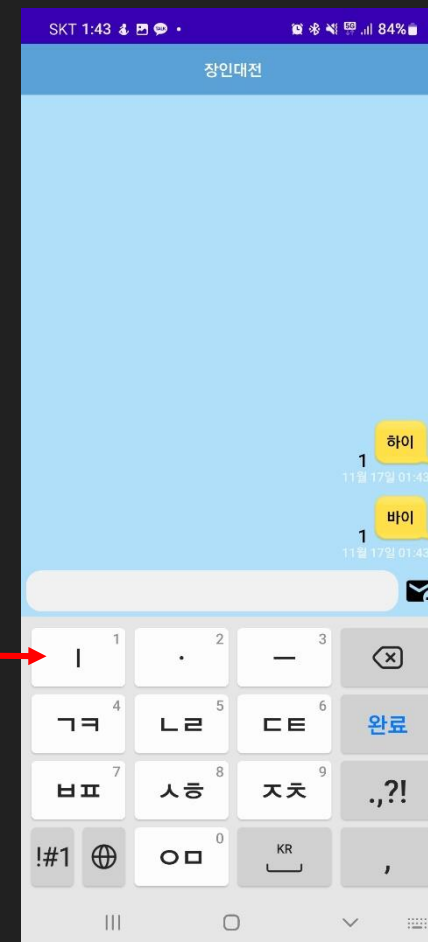 SKT 1:43 84%
장인대전
하이
1
11월 17일 01:43
바이
1
11월 17일 01:43
ㅣ 1 · 2 ㅡ 3
ㄱㅋ 4 ㄴㄹ 5 ㄷㅌ 6 완료
ㅂㅍ 7 ㅅㅎ 8 ㅈㅊ 9 .,?!
!#1 ㅇㅁ 0 KR ,